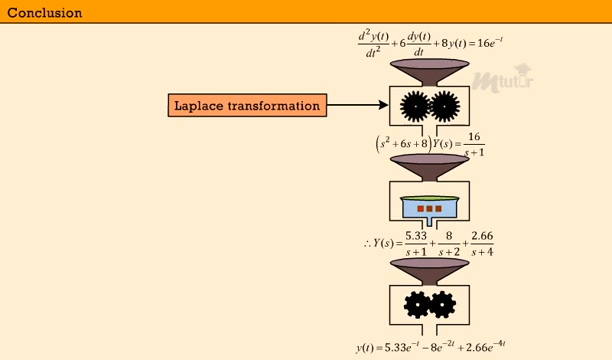 Conclusion
d²y(t)/dt² + 6 dy(t)/dt + 8y(t) = 16e⁻ᵗ
mtutor
Laplace transformation
(s² + 6s + 8)Y(s) = 16/(s+1)
∴ Y(s) = 5.33/(s+1) + 8/(s+2) + 2.66/(s+4)
y(t) = 5.33e⁻ᵗ − 8e⁻²ᵗ + 2.66e⁻⁴ᵗ